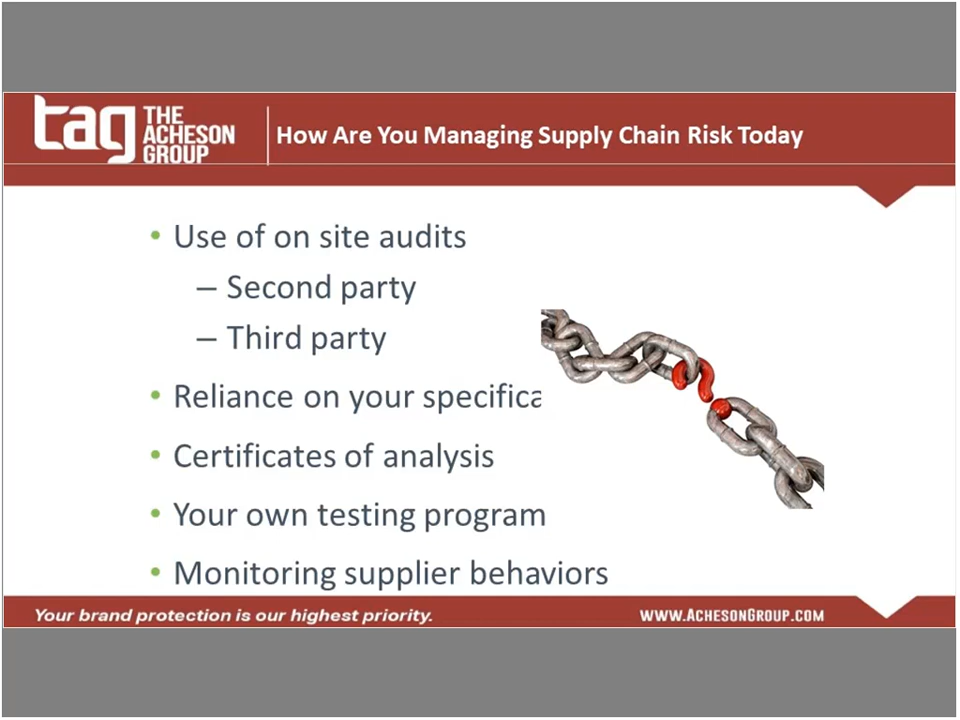 tag THE
ACHESON
GROUP
How Are You Managing Supply Chain Risk Today
• Use of on site audits
– Second party
– Third party
• Reliance on your specifica
• Certificates of analysis
• Your own testing program
• Monitoring supplier behaviors
Your brand protection is our highest priority.
WWW.ACHESONGROUP.COM